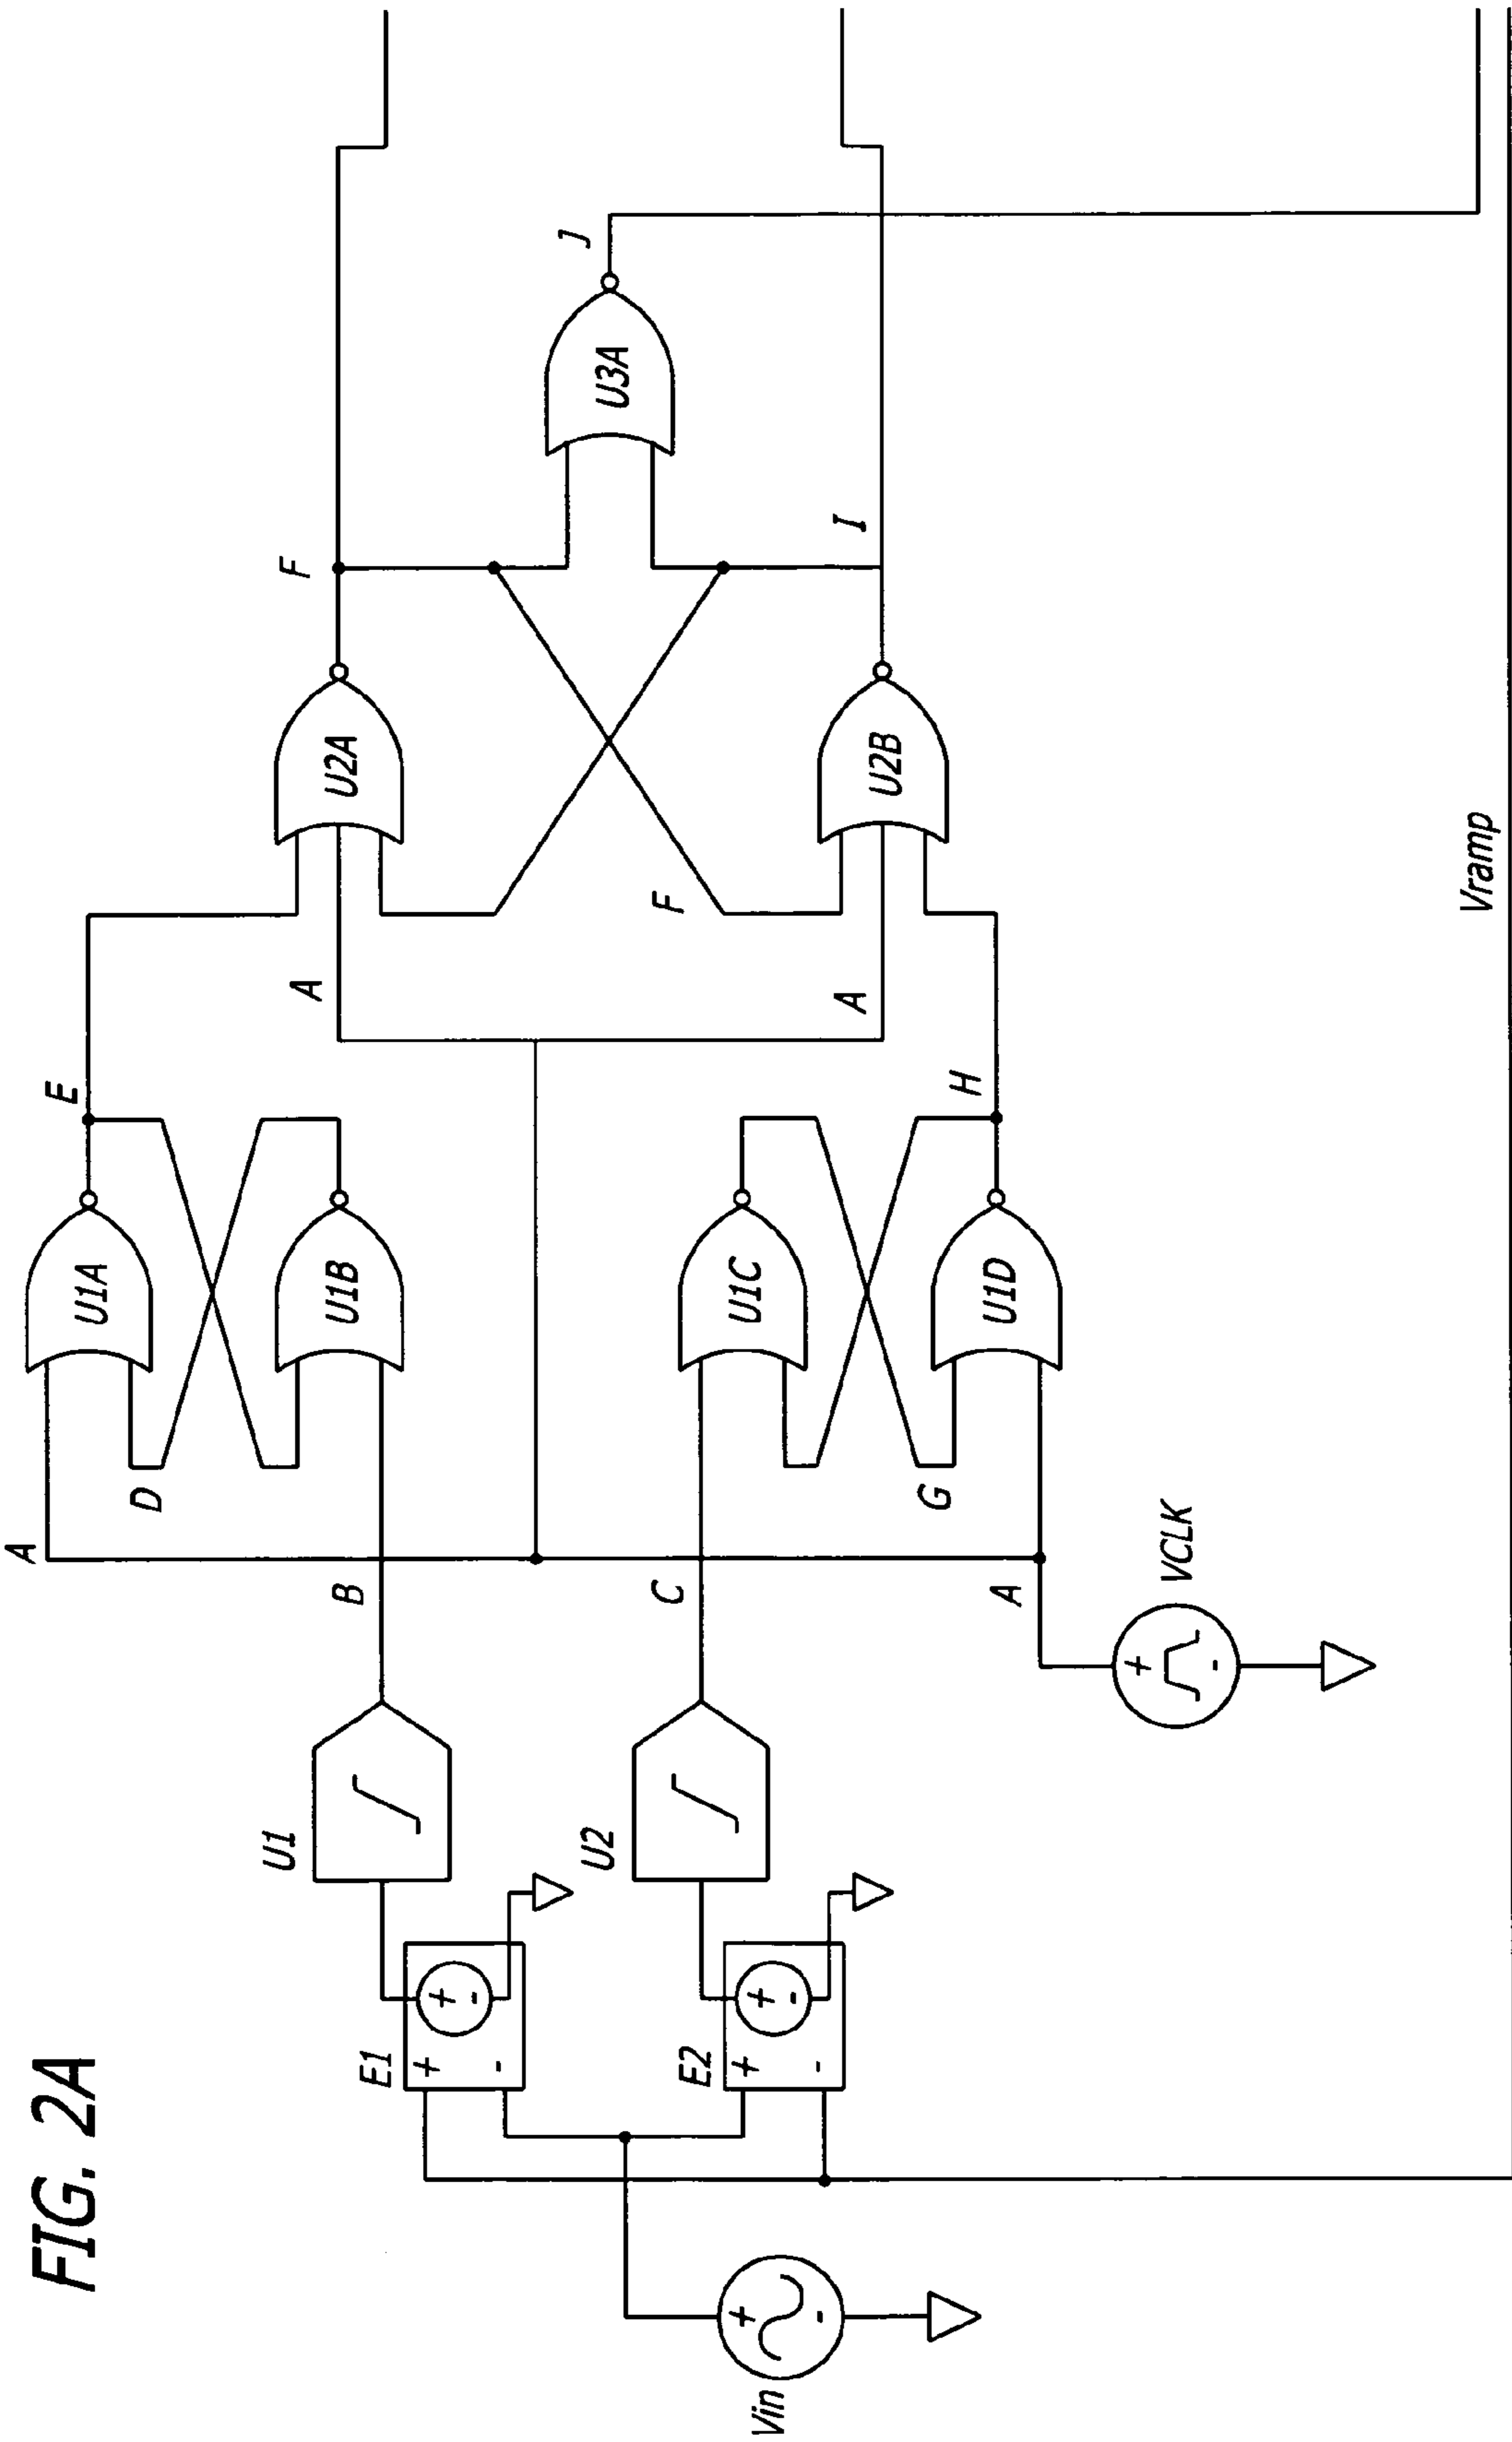 FIG. 2A
Vin
+
-
E1
+
-
+
-
U1
E2
+
-
+
-
U2
A
B
C
A
VCLK
+
-
D
U1A
U1B
G
U1C
U1D
E
H
A
A
F
U2A
U2B
F
I
U3A
J
Vramp